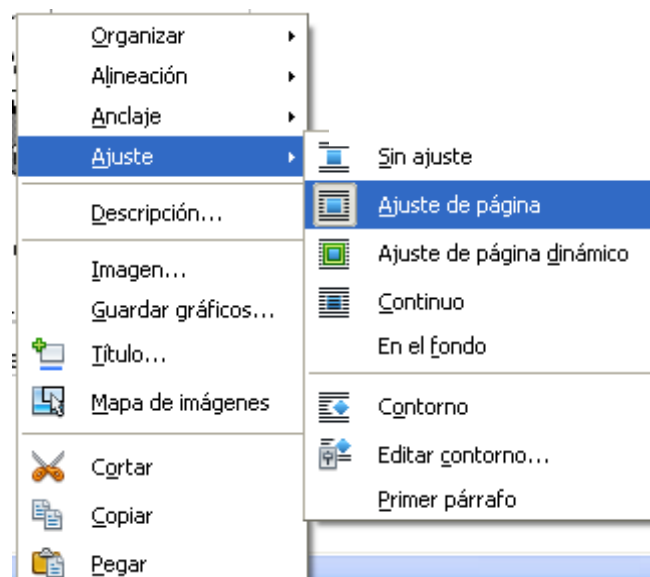 Organizar
Alineación
Anclaje
Ajuste
Descripción...
Imagen...
Guardar gráficos...
Título...
Mapa de imágenes
Cortar
Copiar
Pegar
Sin ajuste
Ajuste de página
Ajuste de página dinámico
Continuo
En el fondo
Contorno
Editar contorno...
Primer párrafo